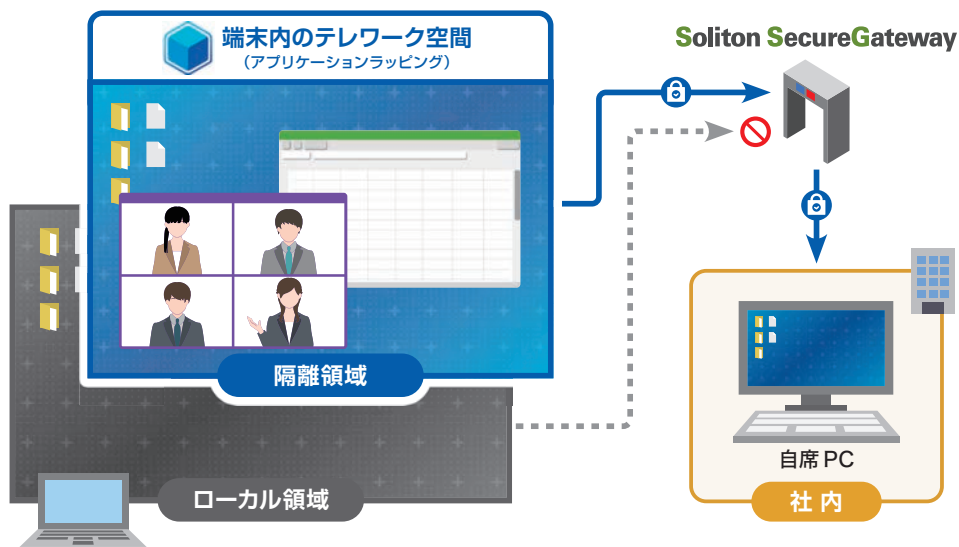 端末内のテレワーク空間
（アプリケーションラッピング）
Soliton SecureGateway
隔離領域
ローカル領域
自席 PC
社内